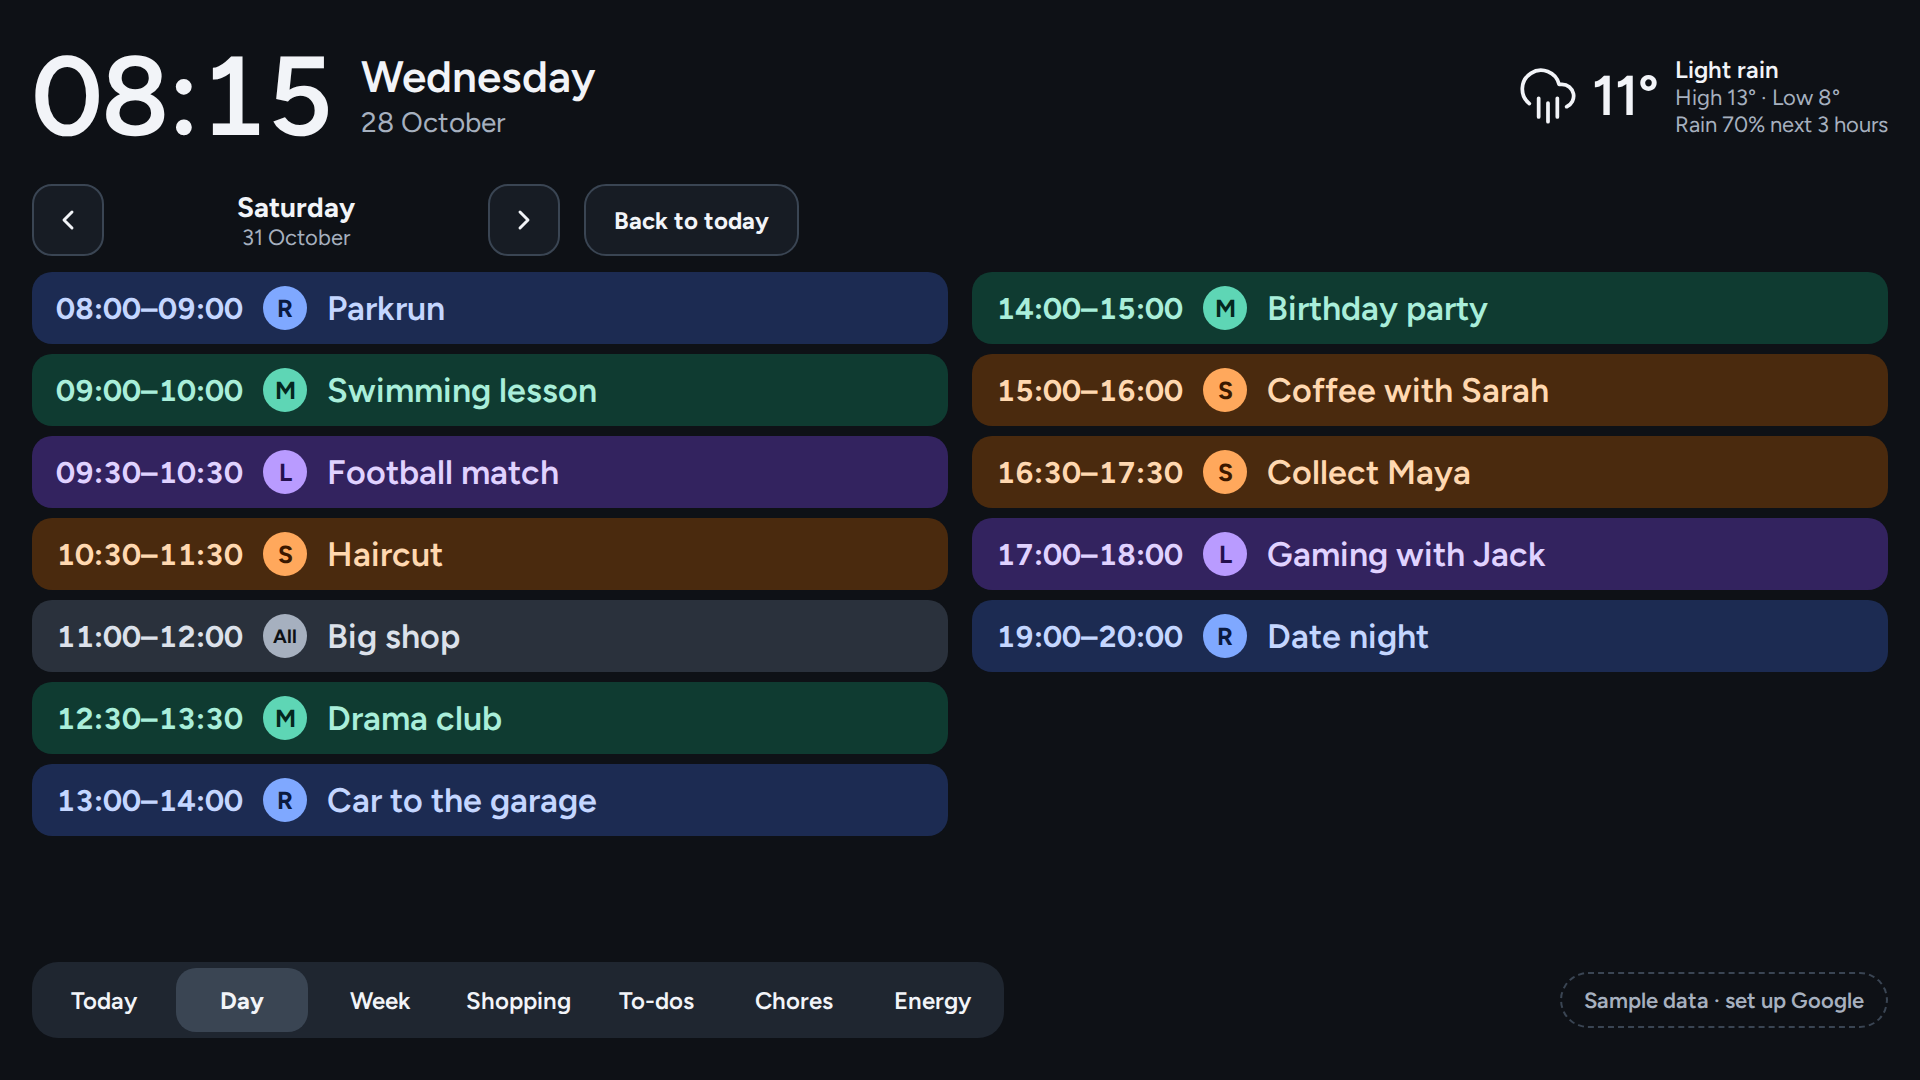 08:15
Wednesday
28 October
11°
Light rain
High 13° · Low 8°
Rain 70% next 3 hours
Saturday
31 October
Back to today
08:00–09:00 R Parkrun
09:00–10:00 M Swimming lesson
09:30–10:30 L Football match
10:30–11:30 S Haircut
11:00–12:00 All Big shop
12:30–13:30 M Drama club
13:00–14:00 R Car to the garage
14:00–15:00 M Birthday party
15:00–16:00 S Coffee with Sarah
16:30–17:30 S Collect Maya
17:00–18:00 L Gaming with Jack
19:00–20:00 R Date night
Today Day Week Shopping To-dos Chores Energy
Sample data · set up Google